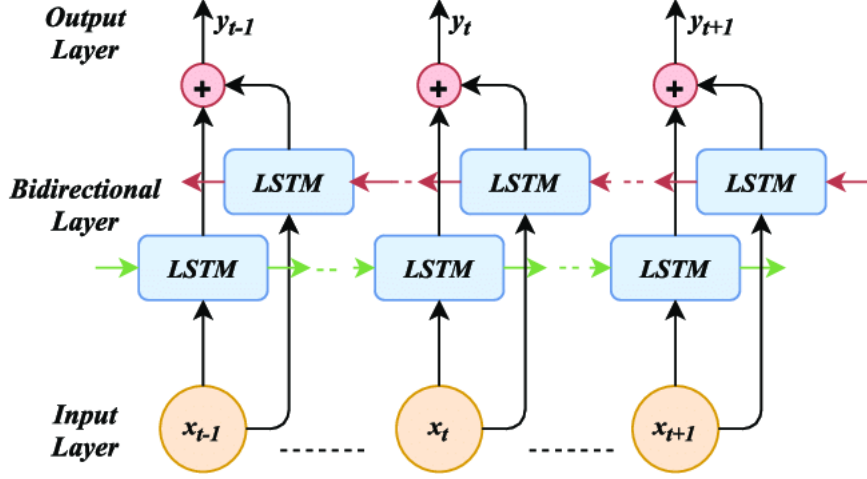 Output
Layer
y_{t-1}
y_t
y_{t+1}
+
+
+
LSTM
LSTM
LSTM
Bidirectional
Layer
LSTM
LSTM
LSTM
Input
Layer
x_{t-1}
x_t
x_{t+1}